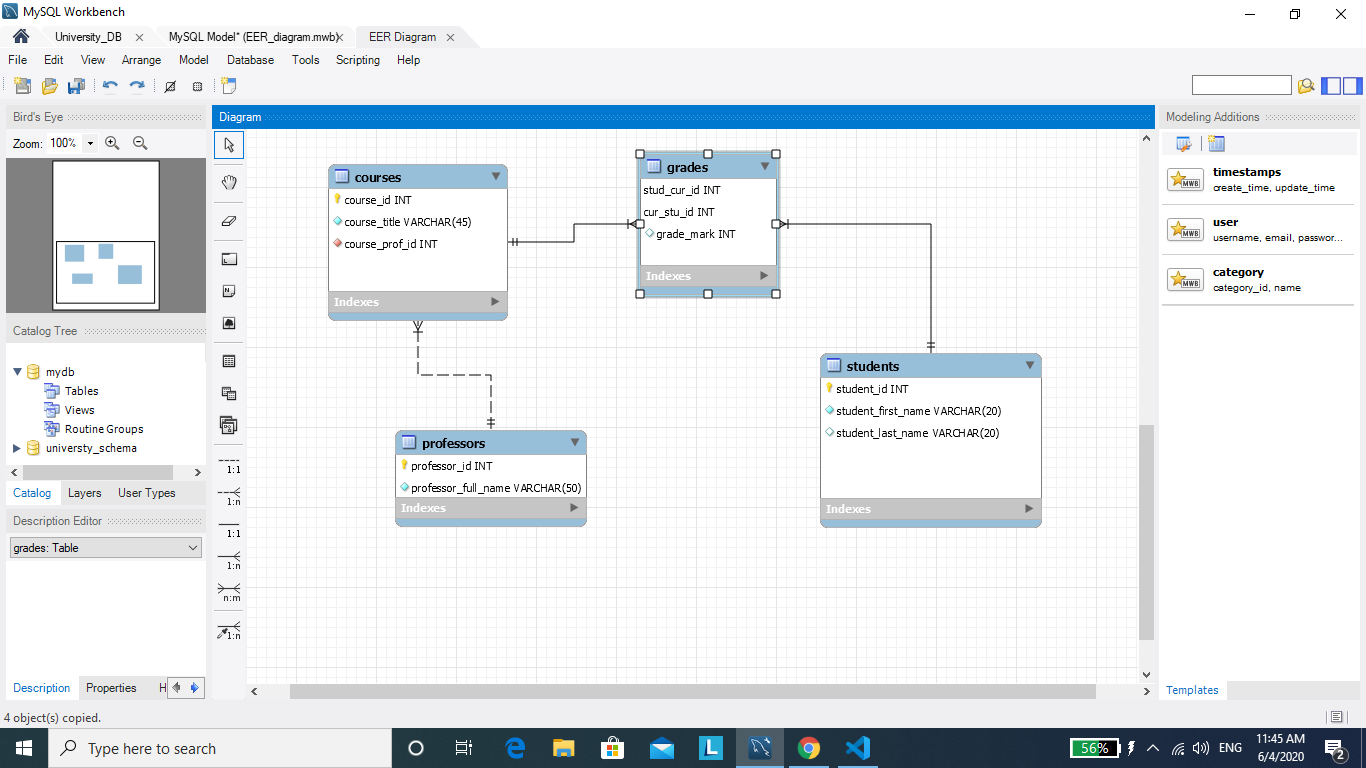 MySQL Workbench
University_DB
MySQL Model* (EER_diagram.mwb)
EER Diagram
File Edit View Arrange Model Database Tools Scripting Help
Bird's Eye
Zoom: 100%
Catalog Tree
mydb
Tables
Views
Routine Groups
universty_schema
Catalog Layers User Types
Description Editor
grades: Table
Description Properties H
4 object(s) copied.
Diagram
1:1
1:n
1:1
1:n
n:m
1:n
courses
course_id INT
course_title VARCHAR(45)
course_prof_id INT
Indexes
grades
stud_cur_id INT
cur_stu_id INT
grade_mark INT
Indexes
professors
professor_id INT
professor_full_name VARCHAR(50)
Indexes
students
student_id INT
student_first_name VARCHAR(20)
student_last_name VARCHAR(20)
Indexes
Modeling Additions
MWB
timestamps
create_time, update_time
MWB
user
username, email, passwor...
MWB
category
category_id, name
Templates
Type here to search
L
56%
ENG
11:45 AM
6/4/2020
2